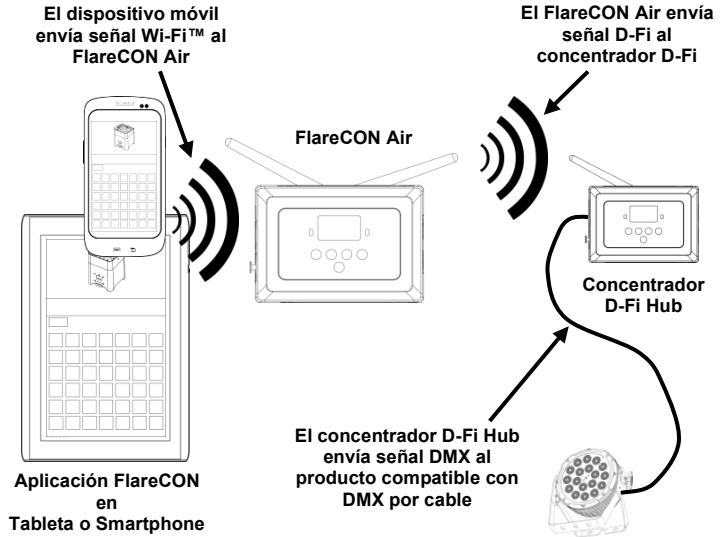 El dispositivo móvil
envía señal Wi-Fi™ al
FlareCON Air
El FlareCON Air envía
señal D-Fi al
concentrador D-Fi
FlareCON Air
Concentrador
D-Fi Hub
El concentrador D-Fi Hub
envía señal DMX al
producto compatible con
DMX por cable
Aplicación FlareCON
en
Tableta o Smartphone